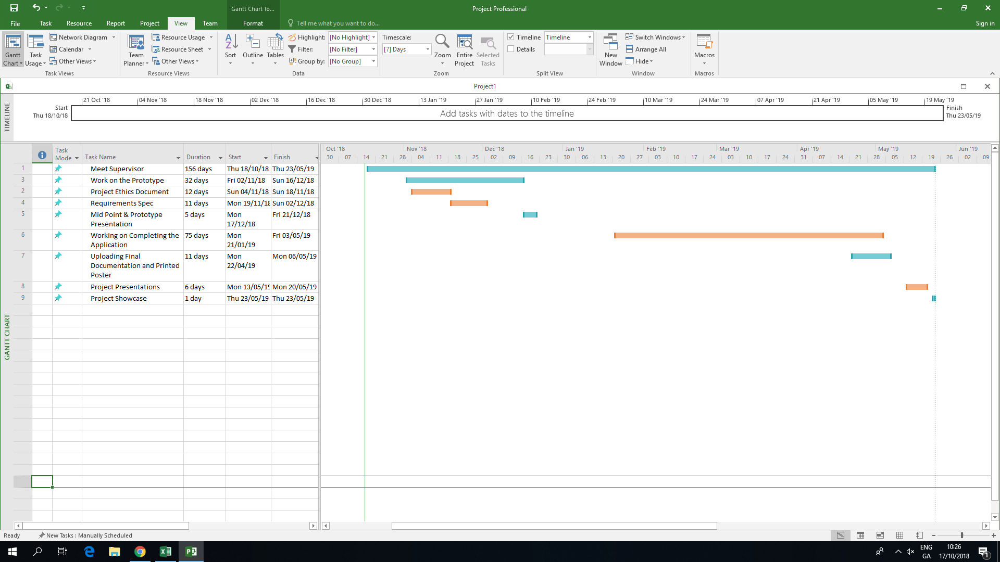 Gantt Chart To...
Project Professional
File Task Resource Report Project View Team Format Tell me what you want to do... Sign in
Gantt Chart
Task Usage
Network Diagram
Calendar
Other Views
Task Views
Team Planner
Resource Usage
Resource Sheet
Other Views
Resource Views
Sort
Outline
Tables
Highlight: [No Highlight]
Filter: [No Filter]
Group by: [No Group]
Data
Timescale:
[7] Days
Zoom
Entire Project
Selected Tasks
Zoom
Timeline Timeline
Details
Split View
New Window
Switch Windows
Arrange All
Hide
Window
Macros
Macros
Project1
TIMELINE
21 Oct '18 04 Nov '18 18 Nov '18 02 Dec '18 16 Dec '18 30 Dec '18 13 Jan '19 27 Jan '19 10 Feb '19 24 Feb '19 10 Mar '19 24 Mar '19 07 Apr '19 21 Apr '19 05 May '19 19 May '19
Start
Thu 18/10/18
Add tasks with dates to the timeline
Finish
Thu 23/05/19
GANTT CHART
Task Mode Task Name Duration Start Finish
Oct '18 Nov '18 Dec '18 Jan '19 Feb '19 Mar '19 Apr '19 May '19 Jun '19
30 07 14 21 28 04 11 18 25 02 09 16 23 30 06 13 20 27 03 10 17 24 03 10 17 24 31 07 14 21 28 05 12 19 26 02 09
1 Meet Supervisor 156 days Thu 18/10/18 Thu 23/05/19
3 Work on the Prototype 32 days Fri 02/11/18 Sun 16/12/18
2 Project Ethics Document 12 days Sun 04/11/18 Sun 18/11/18
4 Requirements Spec 11 days Mon 19/11/18 Sun 02/12/18
5 Mid Point & Prototype Presentation 5 days Mon 17/12/18 Fri 21/12/18
6 Working on Completing the Application 75 days Mon 21/01/19 Fri 03/05/19
7 Uploading Final Documentation and Printed Poster 11 days Mon 22/04/19 Mon 06/05/19
8 Project Presentations 6 days Mon 13/05/19 Mon 20/05/19
9 Project Showcase 1 day Thu 23/05/19 Thu 23/05/19
Ready New Tasks : Manually Scheduled
ENG
GA
10:26
17/10/2018
1